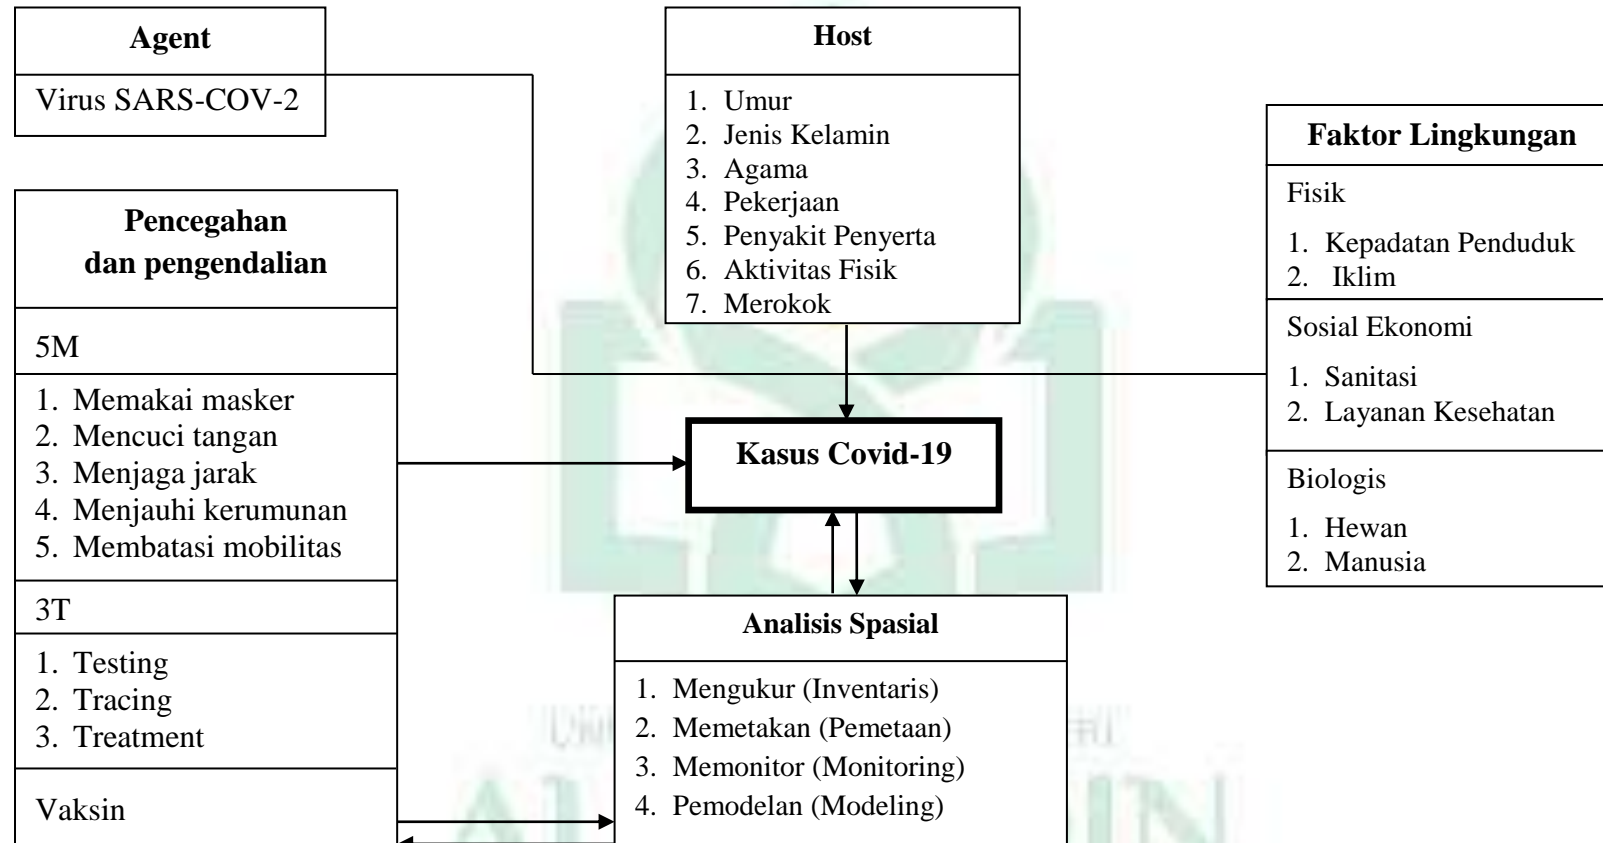 Agent
Virus SARS-COV-2
Host
1. Umur
2. Jenis Kelamin
3. Agama
4. Pekerjaan
5. Penyakit Penyerta
6. Aktivitas Fisik
7. Merokok
Faktor Lingkungan
Fisik
1. Kepadatan Penduduk
2. Iklim
Sosial Ekonomi
1. Sanitasi
2. Layanan Kesehatan
Biologis
1. Hewan
2. Manusia
Pencegahan
dan pengendalian
5M
1. Memakai masker
2. Mencuci tangan
3. Menjaga jarak
4. Menjauhi kerumunan
5. Membatasi mobilitas
3T
1. Testing
2. Tracing
3. Treatment
Vaksin
Kasus Covid-19
Analisis Spasial
1. Mengukur (Inventaris)
2. Memetakan (Pemetaan)
3. Memonitor (Monitoring)
4. Pemodelan (Modeling)